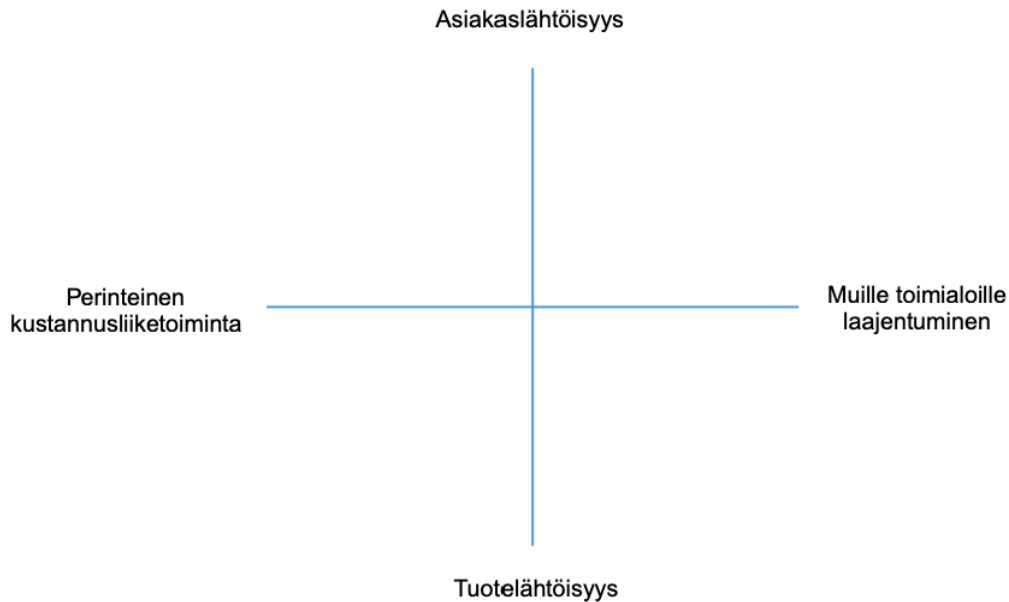 Asiakaslähtöisyys
Perinteinen
kustannusliiketoiminta
Muille toimialoille
laajentuminen
Tuotelähtöisyys